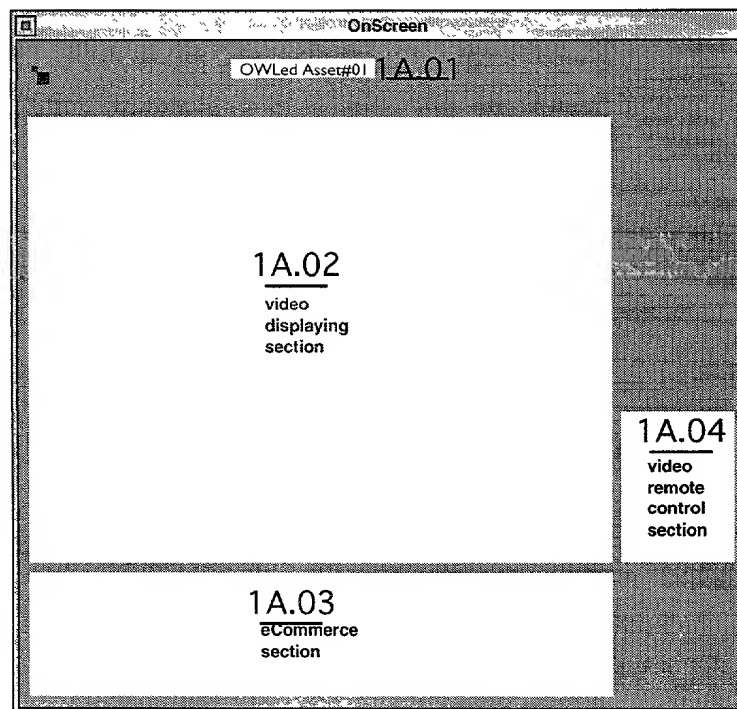 OnScreen
OWLed Asset#01 1A.01
1A.02
video
displaying
section
1A.04
video
remote
control
section
1A.03
eCommerce
section